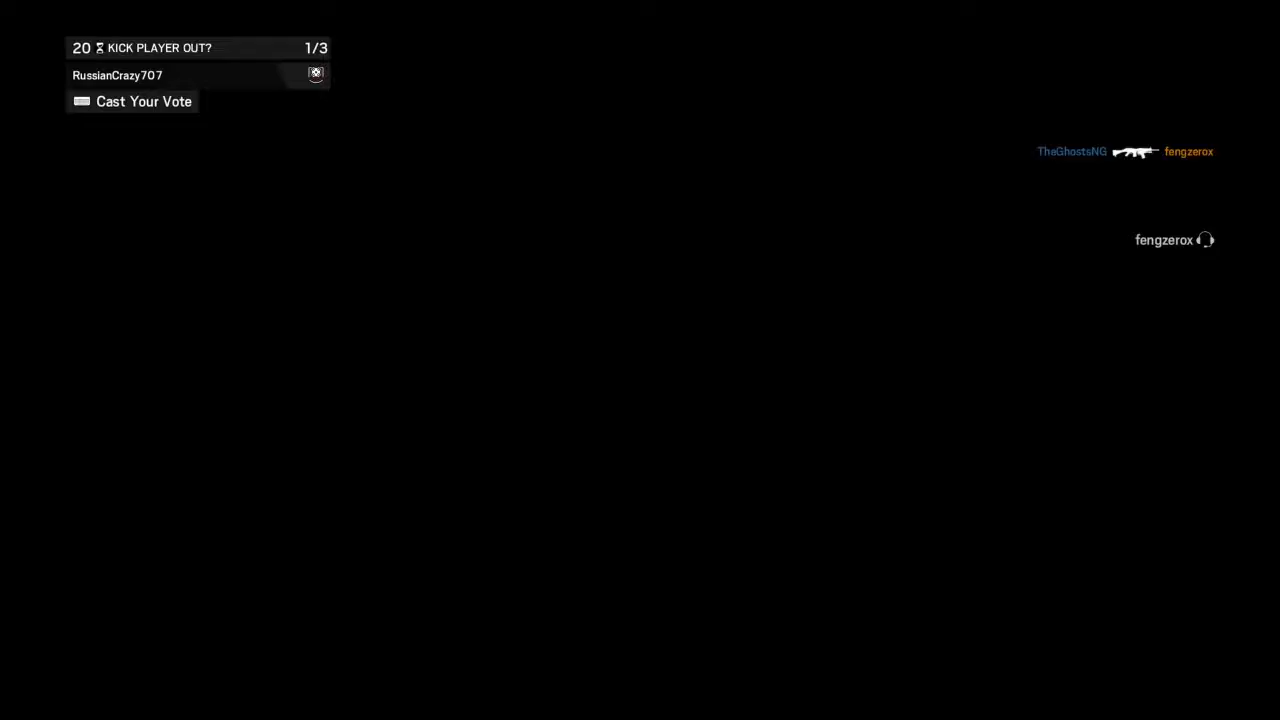 20 KICK PLAYER OUT? 1/3
RussianCrazy707
Cast Your Vote
TheGhostsNG fengzerox
fengzerox